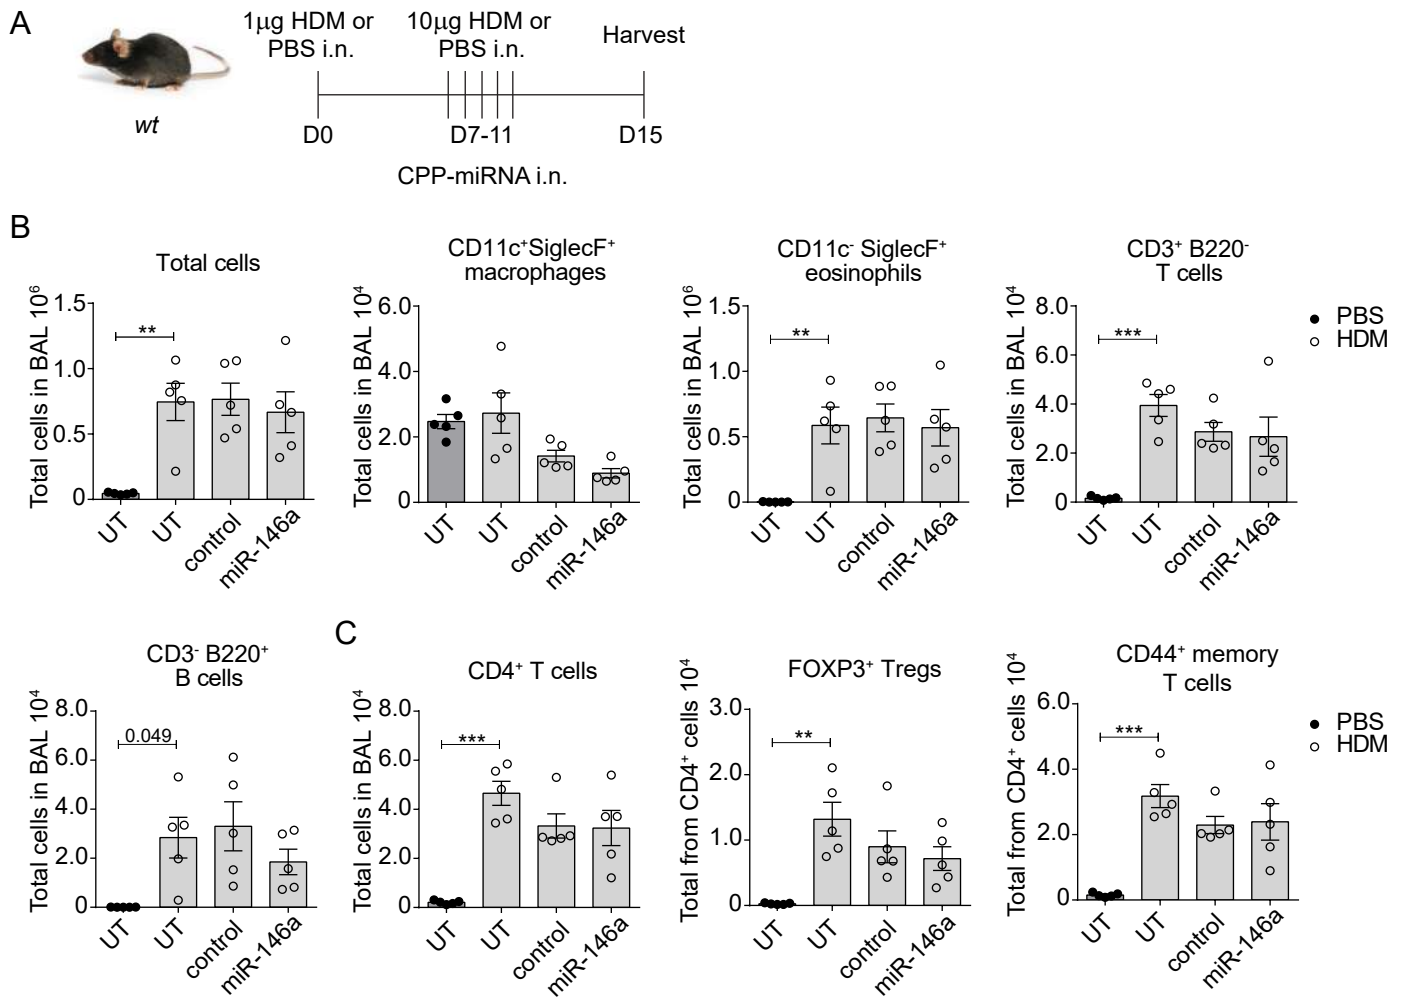 A
1μg HDM or
PBS i.n.
10μg HDM or
PBS i.n.
Harvest
wt
D0
D7-11
D15
CPP-miRNA i.n.
B
Total cells
Total cells in BAL 10⁶
1.5
1.0
0.5
0
**
UT
UT
control
miR-146a
CD11c⁺SiglecF⁺
macrophages
Total cells in BAL 10⁴
6.0
4.0
2.0
0
UT
UT
control
miR-146a
CD11c⁻ SiglecF⁺
eosinophils
Total cells in BAL 10⁶
1.5
1.0
0.5
0
**
UT
UT
control
miR-146a
CD3⁺ B220⁻
T cells
Total cells in BAL 10⁴
8.0
6.0
4.0
2.0
0
***
UT
UT
control
miR-146a
PBS
HDM
CD3⁻ B220⁺
B cells
Total cells in BAL 10⁴
8.0
6.0
4.0
2.0
0
0.049
UT
UT
control
miR-146a
C
CD4⁺ T cells
Total cells in BAL 10⁴
8.0
6.0
4.0
2.0
0
***
UT
UT
control
miR-146a
FOXP3⁺ Tregs
Total from CD4⁺ cells 10⁴
3.0
2.0
1.0
0
**
UT
UT
control
miR-146a
CD44⁺ memory
T cells
Total from CD4⁺ cells 10⁴
6.0
4.0
2.0
0
***
UT
UT
control
miR-146a
PBS
HDM